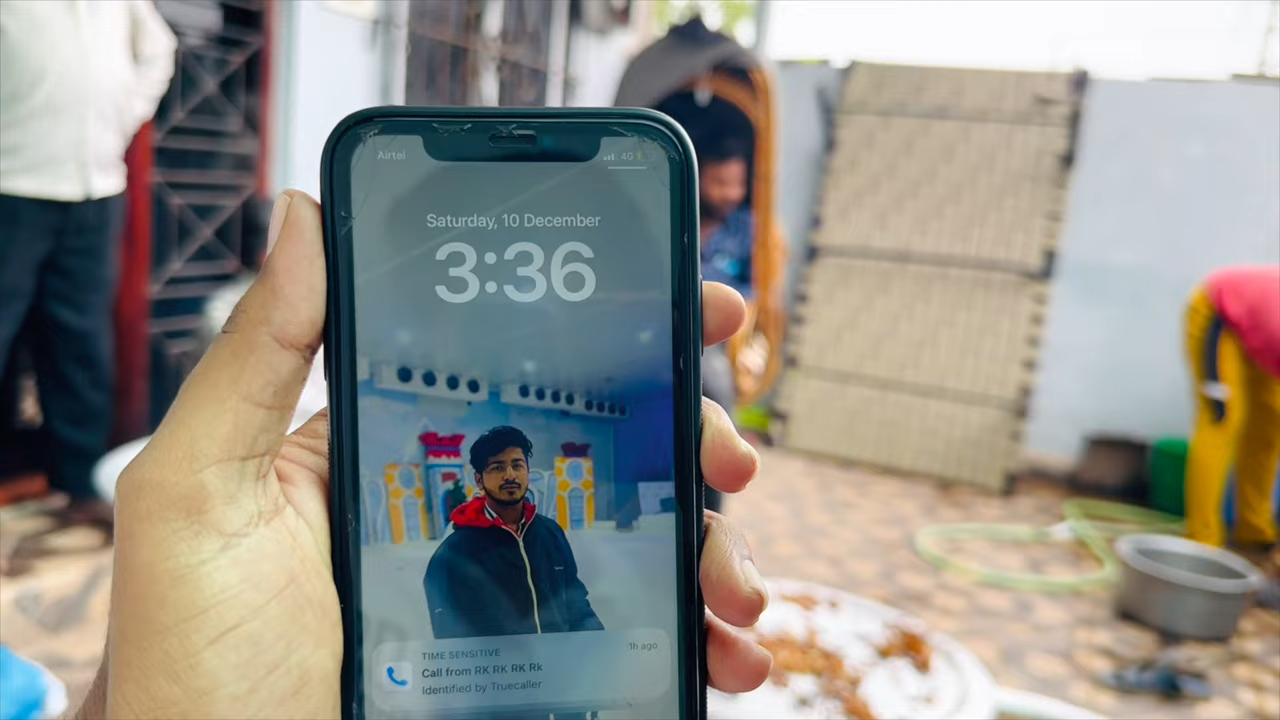 Airtel
4G
Saturday, 10 December
3:36
TIME SENSITIVE
1h ago
Call from RK RK RK Rk
Identified by Truecaller